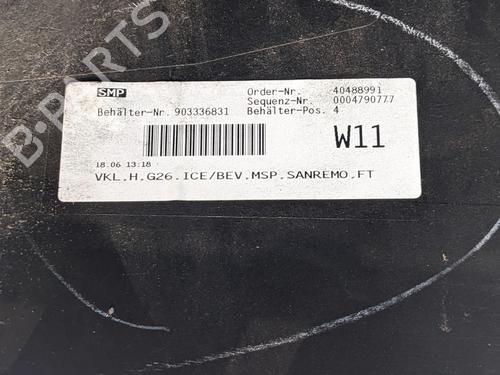 B-PARTS
SMP
Order-Nr. 40488991
Sequenz-Nr. 0004790777
Behälter-Nr. 903336831 Behälter-Pos. 4
W11
18.06 13:18
VKL.H.G26.ICE/BEV.MSP.SANREMO.FT